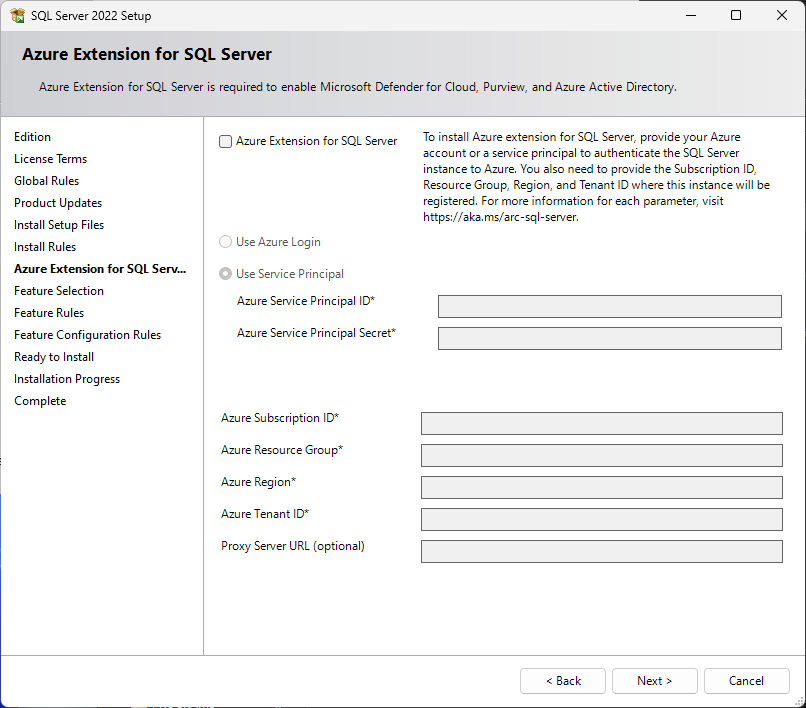 SQL Server 2022 Setup
Azure Extension for SQL Server
Azure Extension for SQL Server is required to enable Microsoft Defender for Cloud, Purview, and Azure Active Directory.
Edition
License Terms
Global Rules
Product Updates
Install Setup Files
Install Rules
Azure Extension for SQL Serv...
Feature Selection
Feature Rules
Feature Configuration Rules
Ready to Install
Installation Progress
Complete
Azure Extension for SQL Server
To install Azure extension for SQL Server, provide your Azure
account or a service principal to authenticate the SQL Server
instance to Azure. You also need to provide the Subscription ID,
Resource Group, Region, and Tenant ID where this instance will be
registered. For more information for each parameter, visit
https://aka.ms/arc-sql-server.
Use Azure Login
Use Service Principal
Azure Service Principal ID*
Azure Service Principal Secret*
Azure Subscription ID*
Azure Resource Group*
Azure Region*
Azure Tenant ID*
Proxy Server URL (optional)
< Back
Next >
Cancel